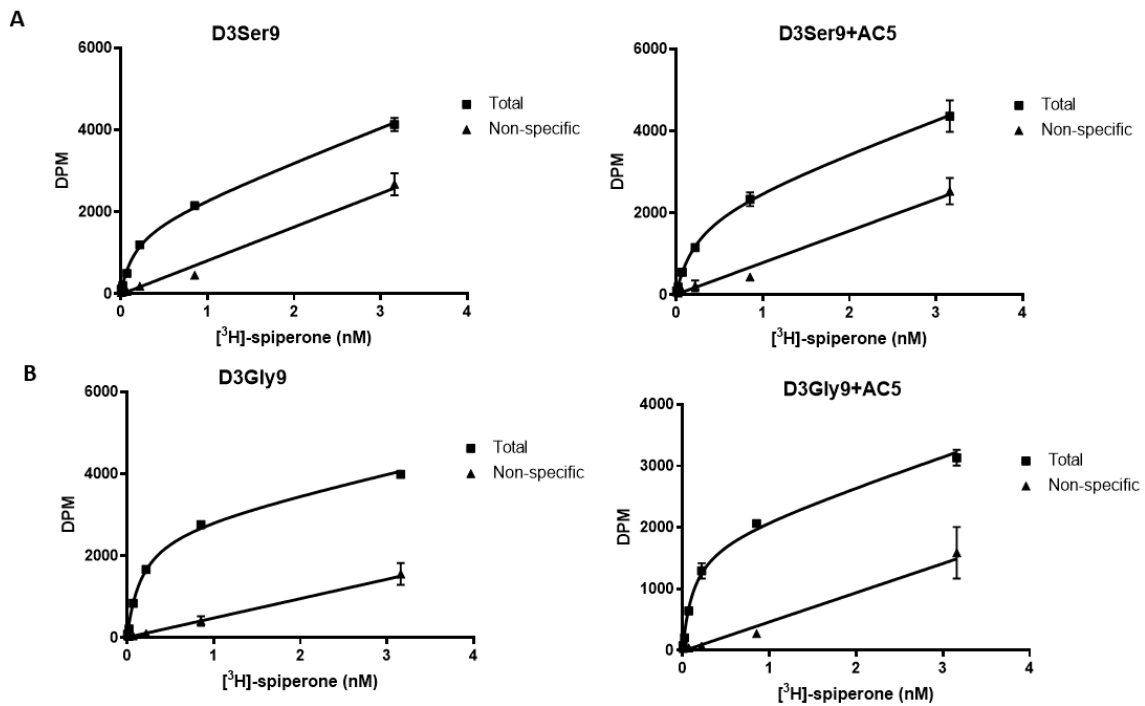 A
D3Ser9
6000
4000
2000
0
DPM
0 1 2 3 4
[³H]-spiperone (nM)
Total
Non-specific
D3Ser9+AC5
6000
4000
2000
0
DPM
0 1 2 3 4
[³H]-spiperone (nM)
Total
Non-specific
B
D3Gly9
6000
4000
2000
0
DPM
0 1 2 3 4
[³H]-spiperone (nM)
Total
Non-specific
D3Gly9+AC5
4000
3000
2000
1000
0
DPM
0 1 2 3 4
[³H]-spiperone (nM)
Total
Non-specific